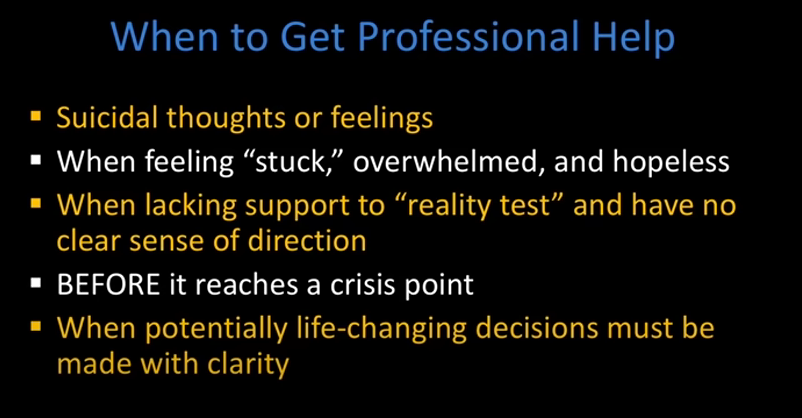 When to Get Professional Help
▪ Suicidal thoughts or feelings
▪ When feeling “stuck,” overwhelmed, and hopeless
▪ When lacking support to “reality test” and have no
clear sense of direction
▪ BEFORE it reaches a crisis point
▪ When potentially life-changing decisions must be
made with clarity